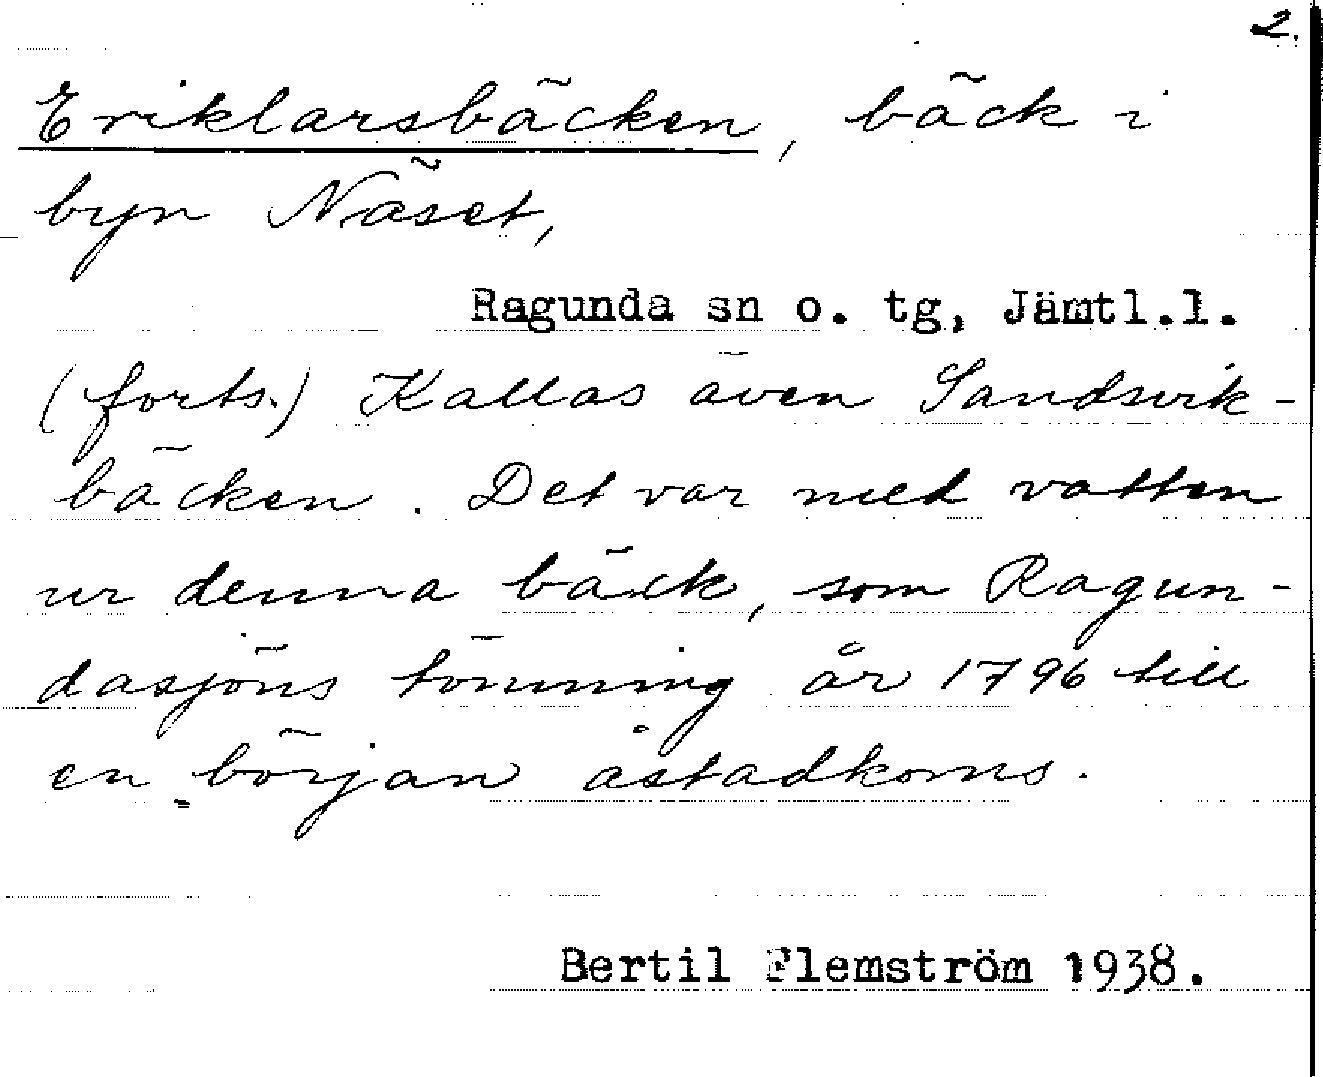 2.
Eriklarsbäcken, bäck i
byn Näset,
Ragunda sn o. tg, Jämtl.l.
(forts.) Kallas även Sandsvik-
bäcken. Det var med vatten
ur denna bäck, som Ragun-
dasjöns tömning år 1796 till
en början åstadkoms.
Bertil Flemström 1938.